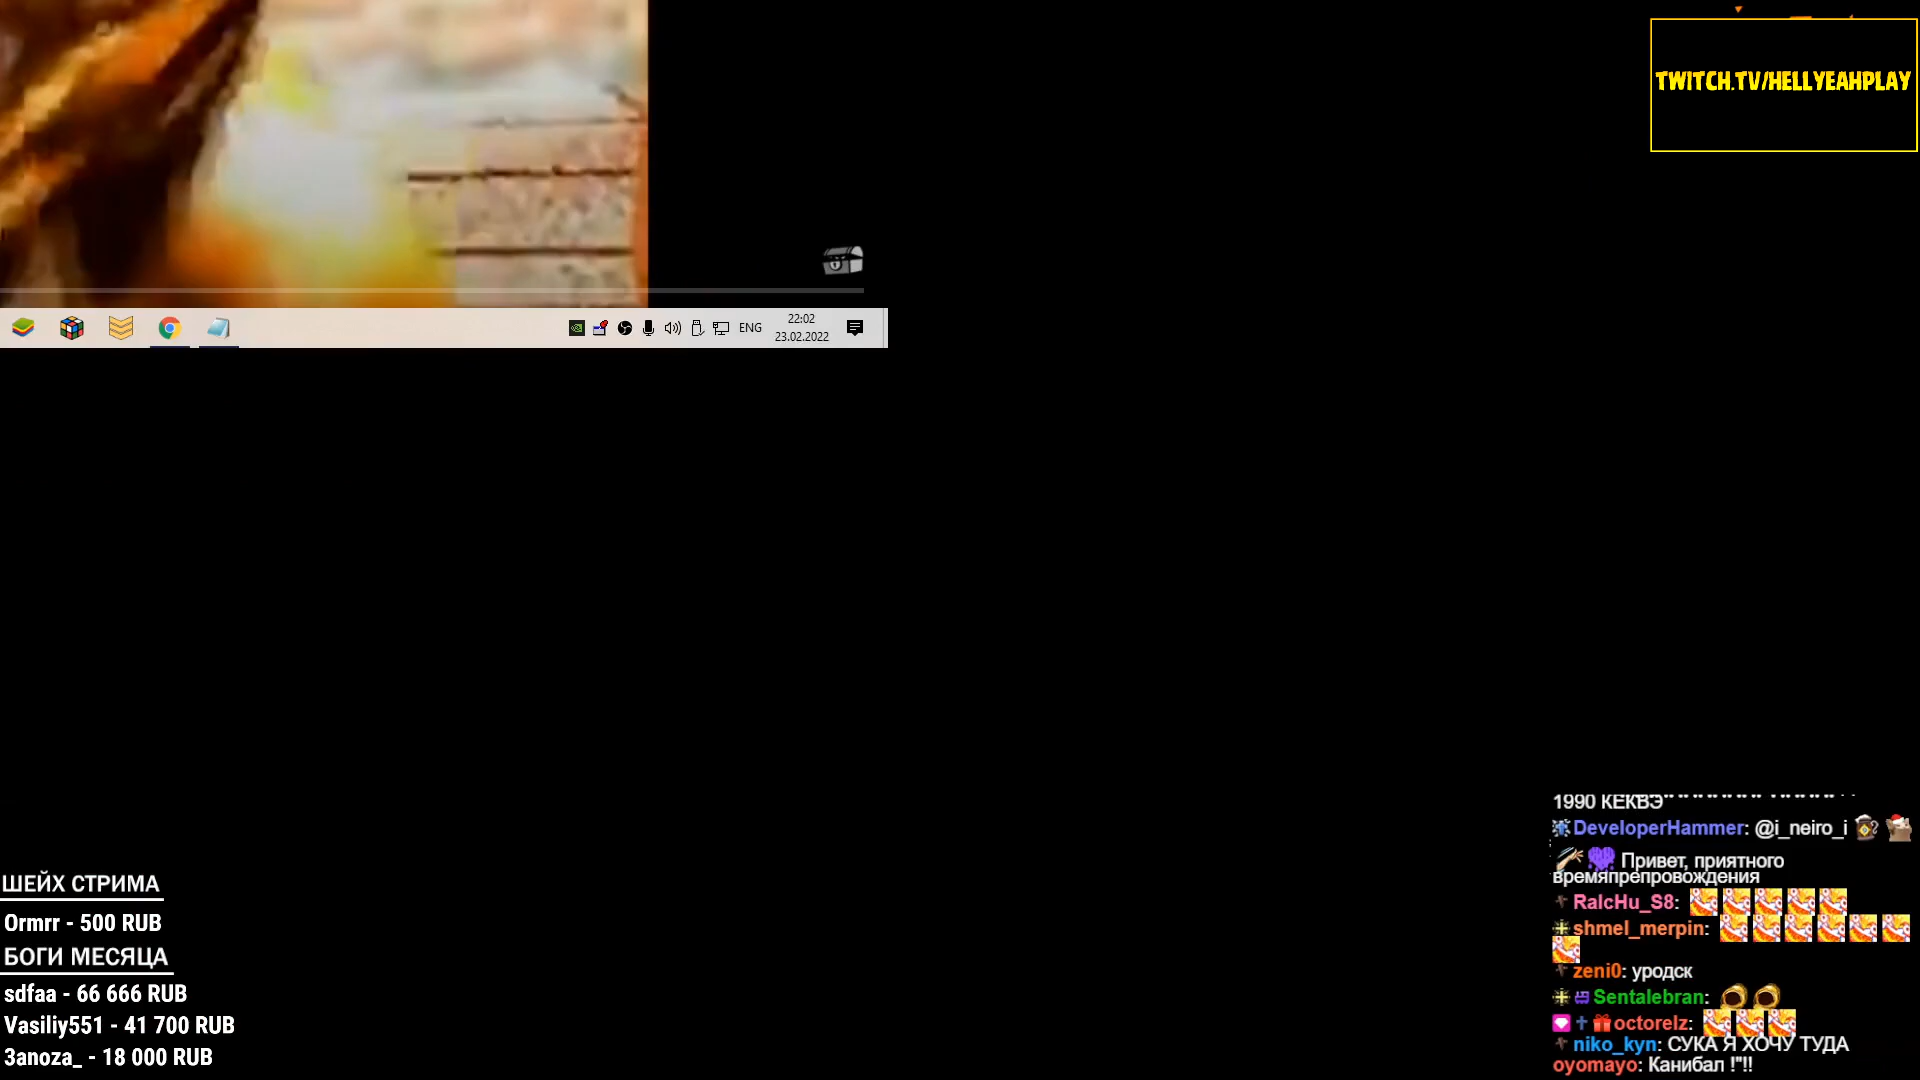 TWITCH.TV/HELLYEAHPLAY
ENG
22:02
23.02.2022
1990 КЕКВЭ
DeveloperHammer: @i_neiro_i
Привет, приятного
времяпрепровождения
RalcHu_S8:
shmel_merpin:
zeni0: уродск
Sentalebran:
octorelz:
niko_kyn: СУКА Я ХОЧУ ТУДА
oyomayo: Канибал !"!!
ШЕЙХ СТРИМА
Ormrr - 500 RUB
БОГИ МЕСЯЦА
sdfaa - 66 666 RUB
Vasiliy551 - 41 700 RUB
3anoza_ - 18 000 RUB